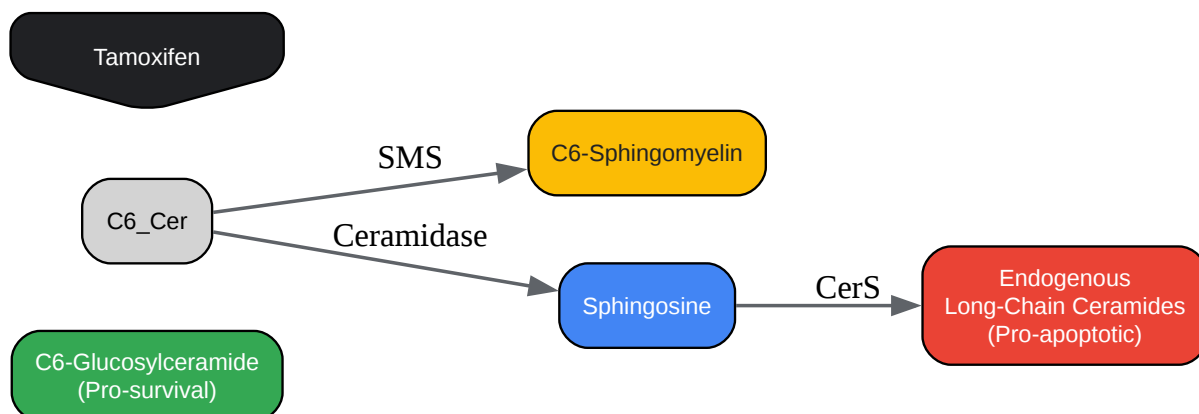 Tamoxifen
SMS
C6-Sphingomyelin
C6_Cer
Ceramidase
Sphingosine
CerS
Endogenous
Long-Chain Ceramides
(Pro-apoptotic)
C6-Glucosylceramide
(Pro-survival)